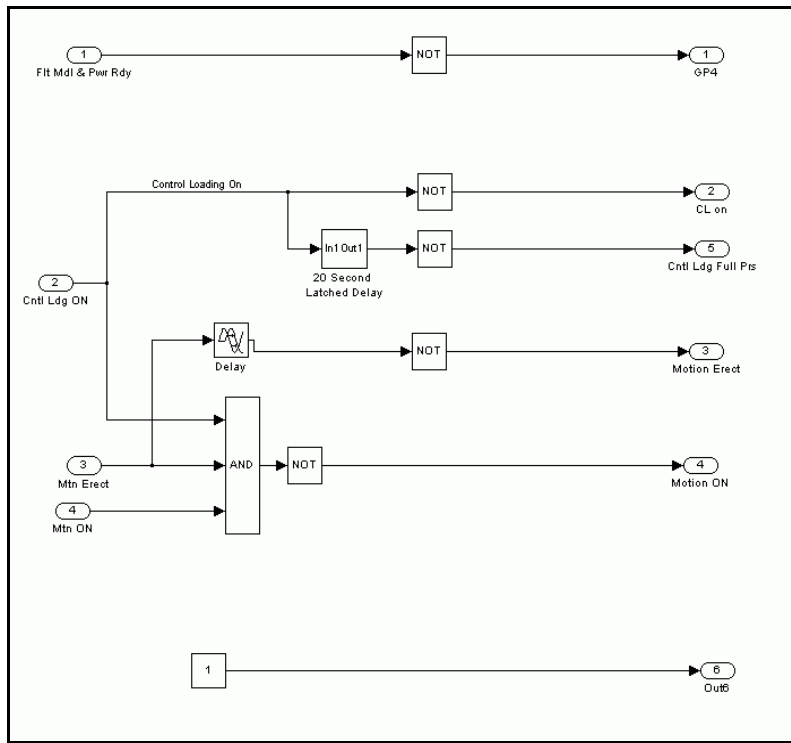 1
NOT
1
Flt Mdl & Pwr Rdy
GP4
Control Loading On
NOT
2
CL on
In1 Out1
NOT
5
20 Second
Latched Delay
Cntl Ldg Full Prs
2
Cntl Ldg ON
Delay
NOT
3
Motion Erect
3
Mtn Erect
AND
NOT
4
Motion ON
4
Mtn ON
1
6
Out6